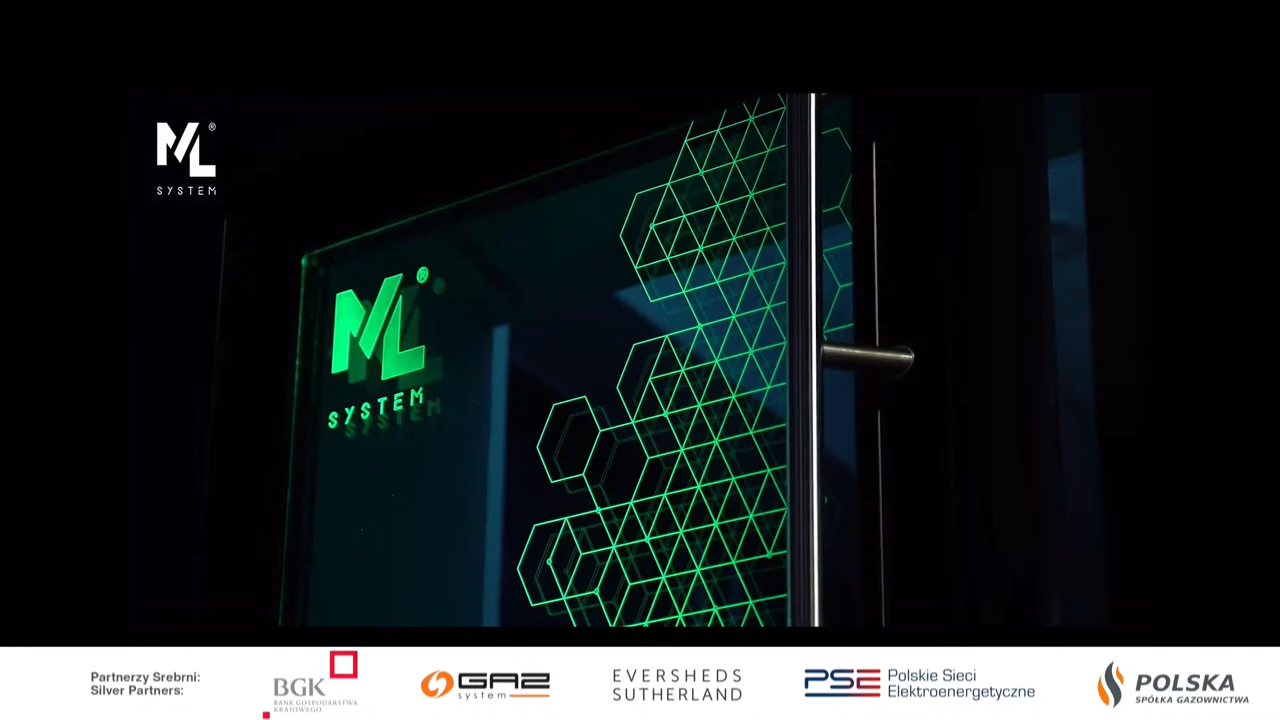 ML®
SYSTEM
ML®
SYSTEM
Partnerzy Srebrni:
Silver Partners:
BGK
BANK GOSPODARSTWA
KRAJOWEGO
GAZ
system
EVERSHEDS
SUTHERLAND
PSE
Polskie Sieci
Elektroenergetyczne
POLSKA
SPÓŁKA GAZOWNICTWA